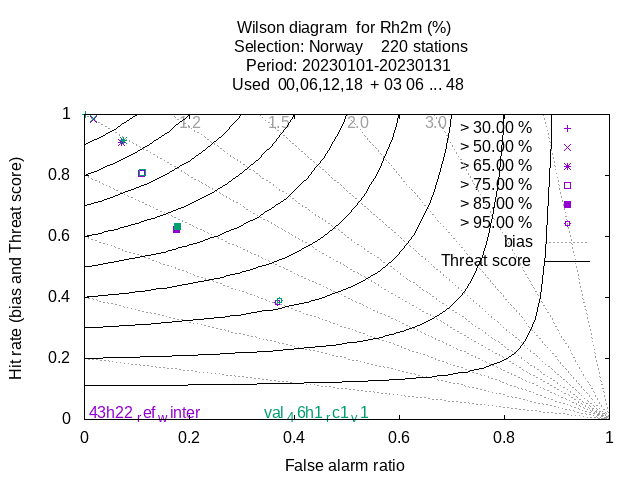 Wilson diagram  for Rh2m (%)
Selection: Norway    220 stations
Period: 20230101-20230131
Used  00,06,12,18  + 03 06 ... 48
1.2 1.5 2.0 3.0
> 30.00 %
> 50.00 %
> 65.00 %
> 75.00 %
> 85.00 %
> 95.00 %
bias
Threat score
Hit rate (bias and Threat score)
1
0.8
0.6
0.4
0.2
0
43h22refwinter val46h1rc1v1
0 0.2 0.4 0.6 0.8 1
False alarm ratio